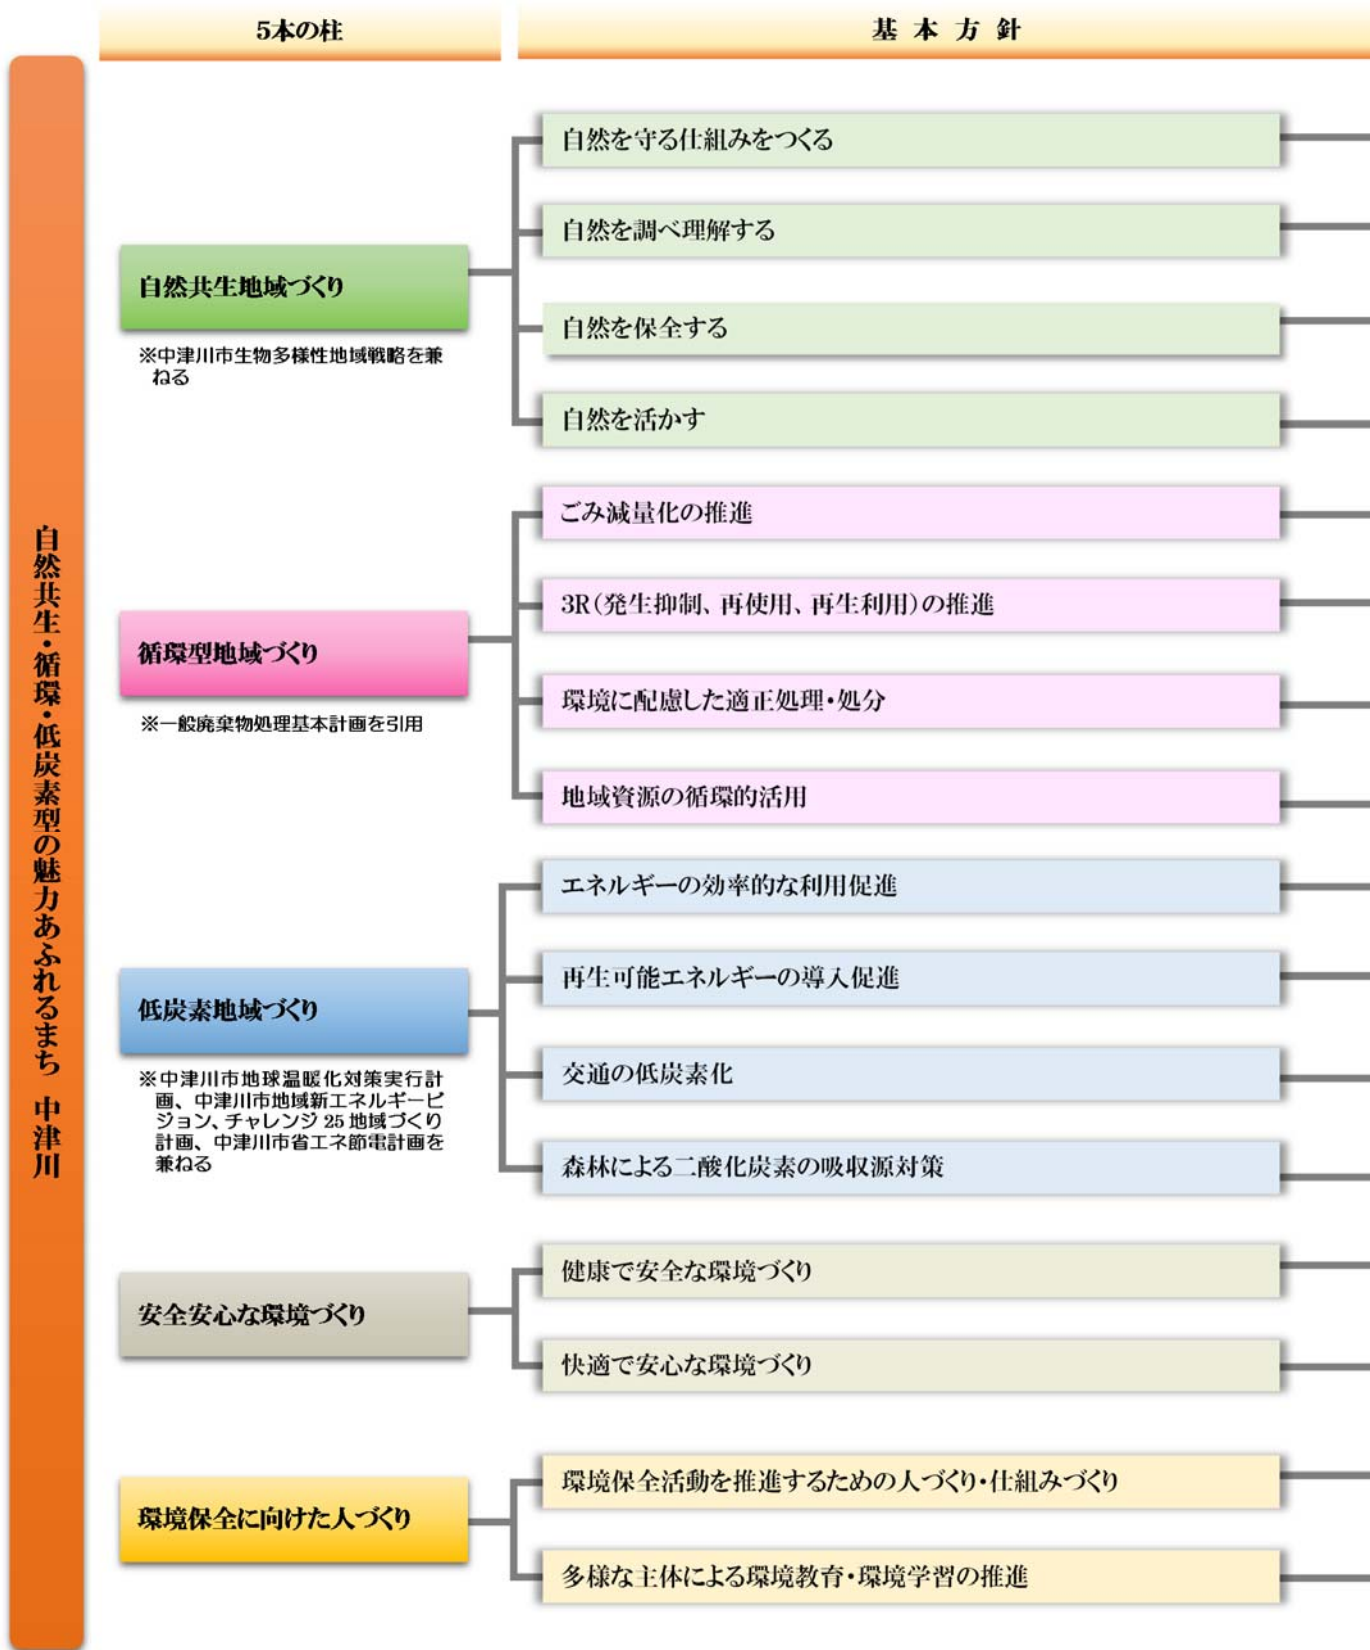 5本の柱
基本方針
自然共生・循環・低炭素型の魅力あふれるまち 中津川
自然共生地域づくり
※中津川市生物多様性地域戦略を兼
ねる
自然を守る仕組みをつくる
自然を調べ理解する
自然を保全する
自然を活かす
循環型地域づくり
※一般廃棄物処理基本計画を引用
ごみ減量化の推進
3R(発生抑制、再使用、再生利用)の推進
環境に配慮した適正処理・処分
地域資源の循環的活用
低炭素地域づくり
※中津川市地球温暖化対策実行計
画、中津川市地域新エネルギービ
ジョン、チャレンジ25地域づくり
計画、中津川市省エネ節電計画を
兼ねる
エネルギーの効率的な利用促進
再生可能エネルギーの導入促進
交通の低炭素化
森林による二酸化炭素の吸収源対策
安全安心な環境づくり
健康で安全な環境づくり
快適で安心な環境づくり
環境保全に向けた人づくり
環境保全活動を推進するための人づくり・仕組みづくり
多様な主体による環境教育・環境学習の推進